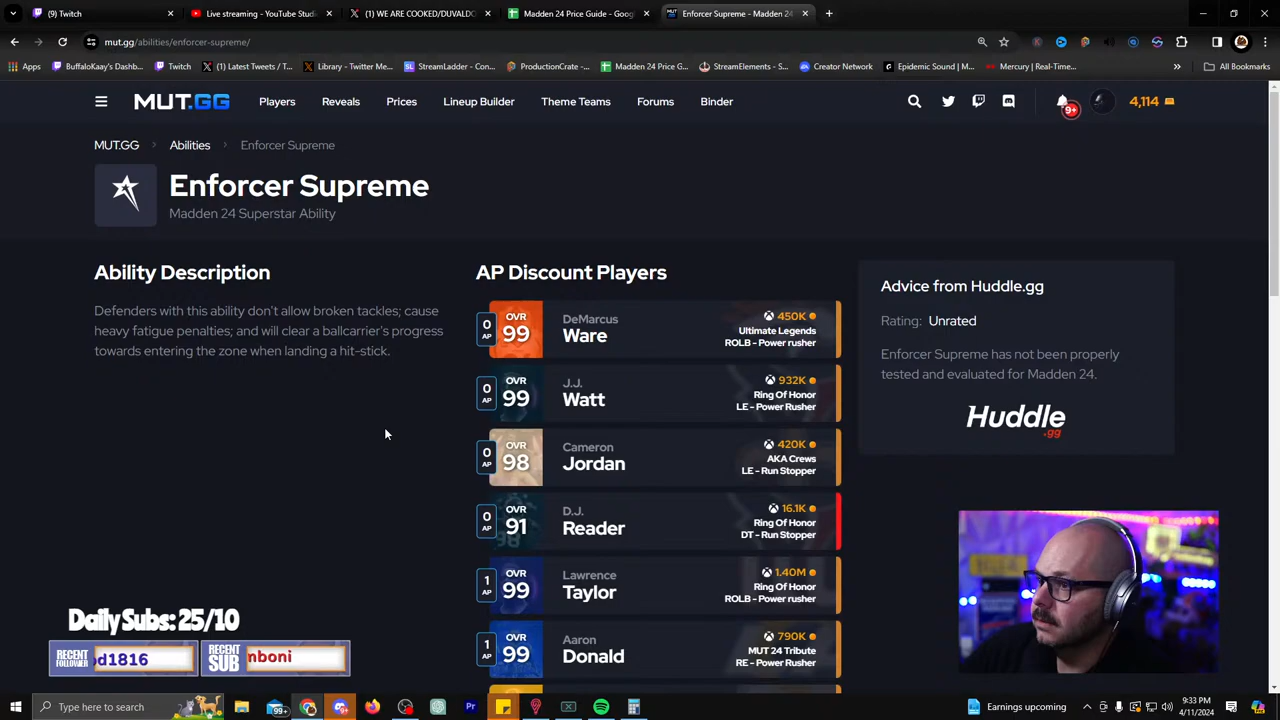 (1) Twitch
Live streaming - YouTube Studi
(1) WE ARE COOKED/DUVALDC
Madden 24 Price Guide - Goog
Enforcer Supreme - Madden 24
mut.gg/abilities/enforcer-supreme/
Apps
BuffaloKaay's Dashb...
Twitch
(1) Latest Tweets / T...
Library - Twitter Me...
StreamLadder - Con...
ProductionCrate - ...
Madden 24 Price G...
StreamElements - S...
Creator Network
Epidemic Sound | M...
Mercury | Real-Time...
All Bookmarks
MUT.GG
Players
Reveals
Prices
Lineup Builder
Theme Teams
Forums
Binder
9+
4,114
MUT.GG > Abilities > Enforcer Supreme
Enforcer Supreme
Madden 24 Superstar Ability
Ability Description
Defenders with this ability don't allow broken tackles; cause
heavy fatigue penalties; and will clear a ballcarrier's progress
towards entering the zone when landing a hit-stick.
AP Discount Players
0 AP
OVR 99
DeMarcus
Ware
450K
Ultimate Legends
ROLB - Power rusher
0 AP
OVR 99
J.J.
Watt
932K
Ring Of Honor
LE - Power Rusher
0 AP
OVR 98
Cameron
Jordan
420K
AKA Crews
LE - Run Stopper
0 AP
OVR 91
D.J.
Reader
16.1K
Ring Of Honor
DT - Run Stopper
1 AP
OVR 99
Lawrence
Taylor
1.40M
Ring Of Honor
ROLB - Power rusher
1 AP
OVR 99
Aaron
Donald
790K
MUT 24 Tribute
RE - Power Rusher
Advice from Huddle.gg
Rating: Unrated
Enforcer Supreme has not been properly
tested and evaluated for Madden 24.
Huddle
.gg
Daily Subs: 25/10
RECENT FOLLOWER
d1816
RECENT SUB
nboni
Type here to search
99+
Earnings upcoming
9:33 PM
4/11/2024